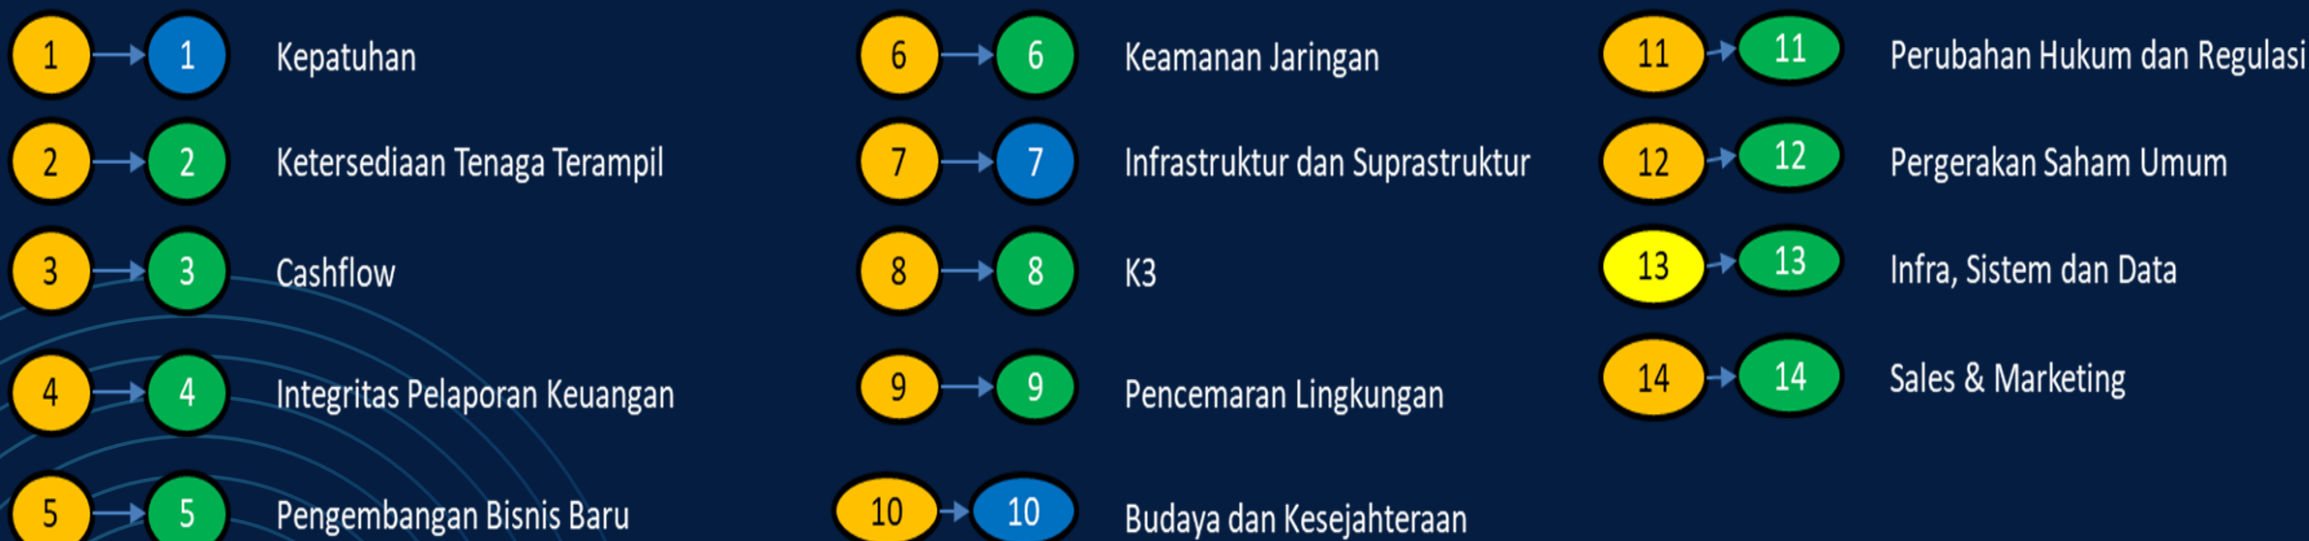 1 1 Kepatuhan
2 2 Ketersediaan Tenaga Terampil
3 3 Cashflow
4 4 Integritas Pelaporan Keuangan
5 5 Pengembangan Bisnis Baru
6 6 Keamanan Jaringan
7 7 Infrastruktur dan Suprastruktur
8 8 K3
9 9 Pencemaran Lingkungan
10 10 Budaya dan Kesejahteraan
11 11 Perubahan Hukum dan Regulasi
12 12 Pergerakan Saham Umum
13 13 Infra, Sistem dan Data
14 14 Sales & Marketing